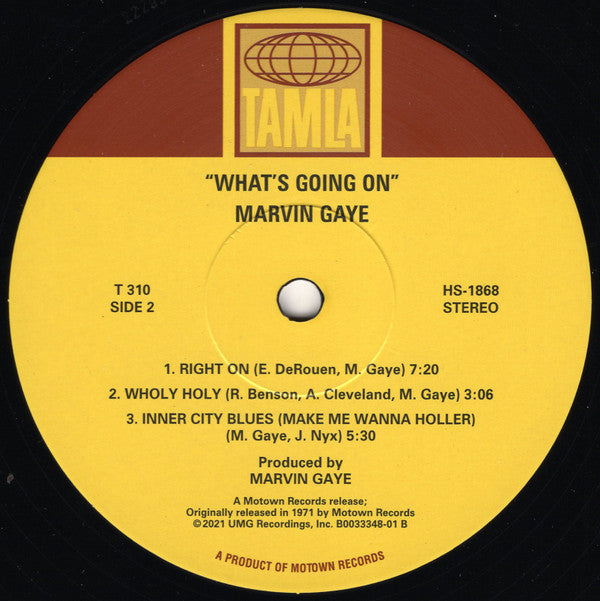 TAMLA
"WHAT'S GOING ON"
MARVIN GAYE
T 310
SIDE 2
HS-1868
STEREO
1. RIGHT ON (E. DeRouen, M. Gaye) 7:20
2. WHOLY HOLY (R. Benson, A. Cleveland, M. Gaye) 3:06
3. INNER CITY BLUES (MAKE ME WANNA HOLLER)
(M. Gaye, J. Nyx) 5:30
Produced by
MARVIN GAYE
A Motown Records release;
Originally released in 1971 by Motown Records
©2021 UMG Recordings, Inc. B0033348-01 B
A PRODUCT OF MOTOWN RECORDS